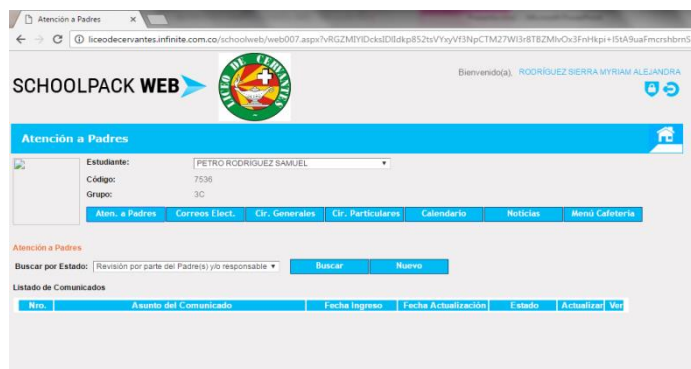 Atención a Padres
liceodecervantes.infinite.com.co/schoolweb/web007.aspx?
SCHOOLPACK WEB
LICEO DE CERVANTES
Bienvenido(a), RODRÍGUEZ SIERRA MYRIAM ALEJANDRA
Atención a Padres
Estudiante: PETRO RODRIGUEZ SAMUEL
Código: 7536
Grupo: 3C
Aten. a Padres Correos Elect. Cir. Generales Cir. Particulares Calendario Noticias Menú Cafetería
Atención a Padres
Buscar por Estado: Revisión por parte del Padre(s) y/o responsable Buscar Nuevo
Listado de Comunicados
Nro. Asunto del Comunicado Fecha Ingreso Fecha Actualización Estado Actualizar Ver